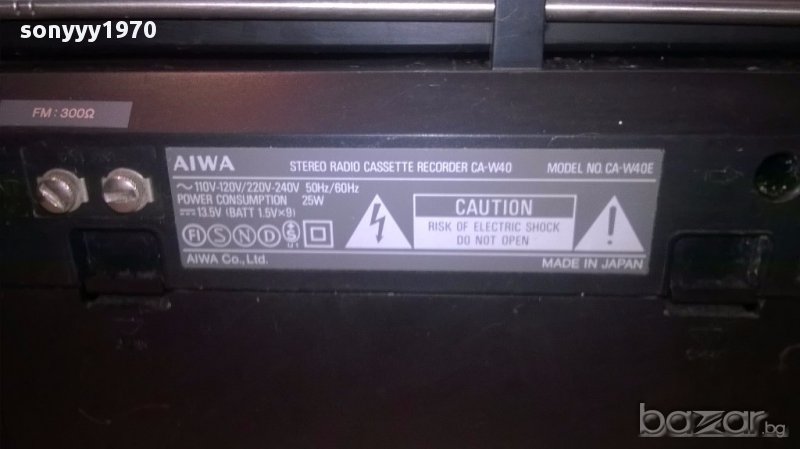 sonyyy1970
FM : 300Ω
AIWA STEREO RADIO CASSETTE RECORDER CA-W40 MODEL NO. CA-W40E
~ 110V-120V/220V-240V 50Hz/60Hz
POWER CONSUMPTION 25W
13.5V (BATT 1.5V×9)
FI S N D S
AIWA Co., Ltd.
CAUTION
RISK OF ELECTRIC SHOCK
DO NOT OPEN
MADE IN JAPAN
bazar.bg